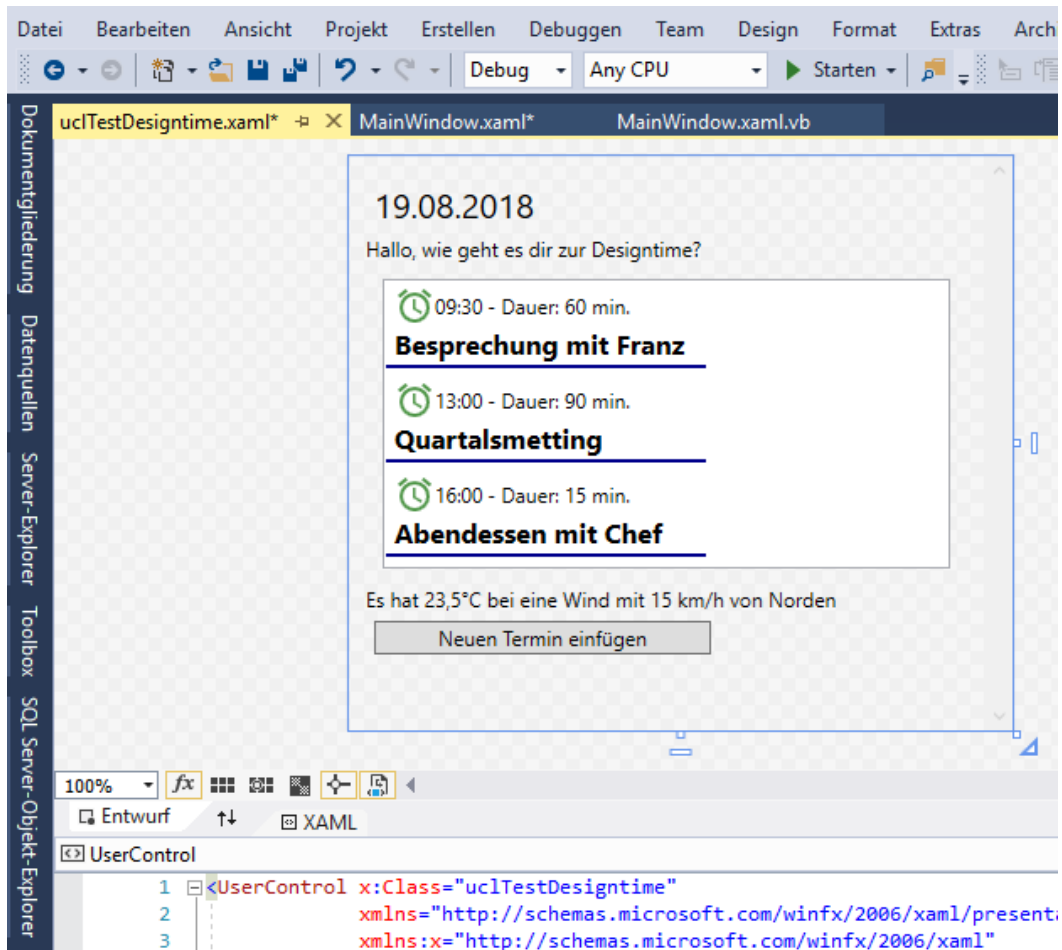 Datei Bearbeiten Ansicht Projekt Erstellen Debuggen Team Design Format Extras Arch
Debug Any CPU Starten
uclTestDesigntime.xaml* MainWindow.xaml* MainWindow.xaml.vb
Dokumentgliederung
Datenquellen
Server-Explorer
Toolbox
SQL Server-Objekt-Explorer
19.08.2018
Hallo, wie geht es dir zur Designtime?
09:30 - Dauer: 60 min.
Besprechung mit Franz
13:00 - Dauer: 90 min.
Quartalsmetting
16:00 - Dauer: 15 min.
Abendessen mit Chef
Es hat 23,5°C bei eine Wind mit 15 km/h von Norden
Neuen Termin einfügen
100% fx
Entwurf XAML
UserControl
1 <UserControl x:Class="uclTestDesigntime"
2 xmlns="http://schemas.microsoft.com/winfx/2006/xaml/presenta
3 xmlns:x="http://schemas.microsoft.com/winfx/2006/xaml"